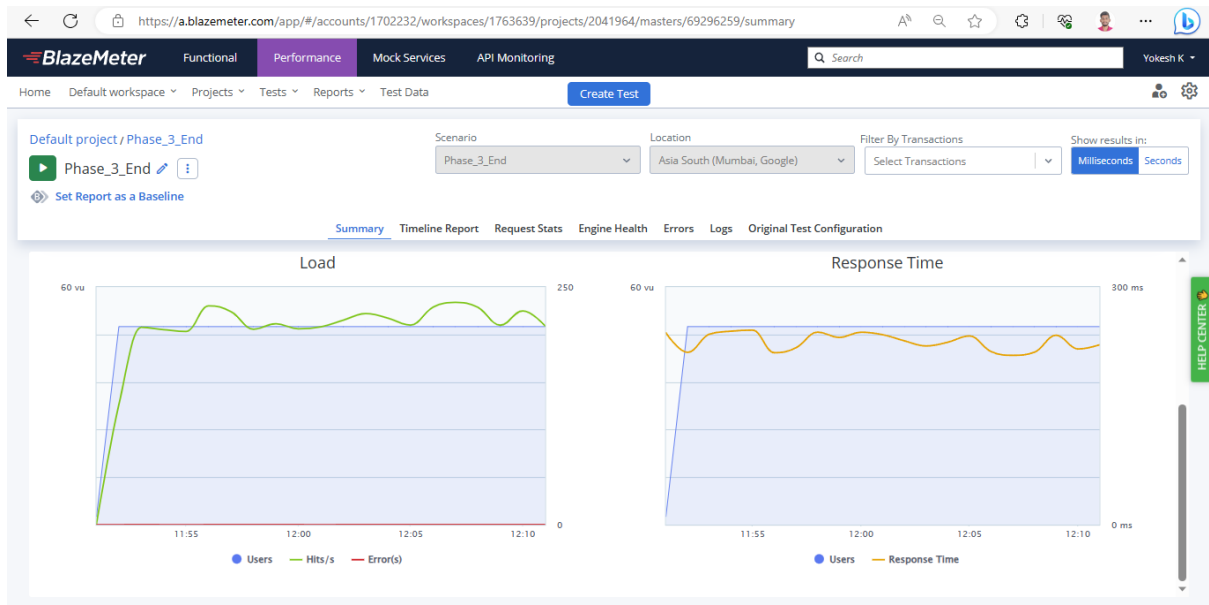 https://a.blazemeter.com/app/#/accounts/1702232/workspaces/1763639/projects/2041964/masters/69296259/summary
BlazeMeter Functional Performance Mock Services API Monitoring Search Yokesh K
Home Default workspace Projects Tests Reports Test Data Create Test
Default project / Phase_3_End
Phase_3_End
Set Report as a Baseline
Scenario
Phase_3_End
Location
Asia South (Mumbai, Google)
Filter By Transactions
Select Transactions
Show results in:
Milliseconds Seconds
Summary Timeline Report Request Stats Engine Health Errors Logs Original Test Configuration
Load
60 vu 250
0
11:55 12:00 12:05 12:10
Users Hits/s Error(s)
Response Time
60 vu 300 ms
0 ms
11:55 12:00 12:05 12:10
Users Response Time
HELP CENTER